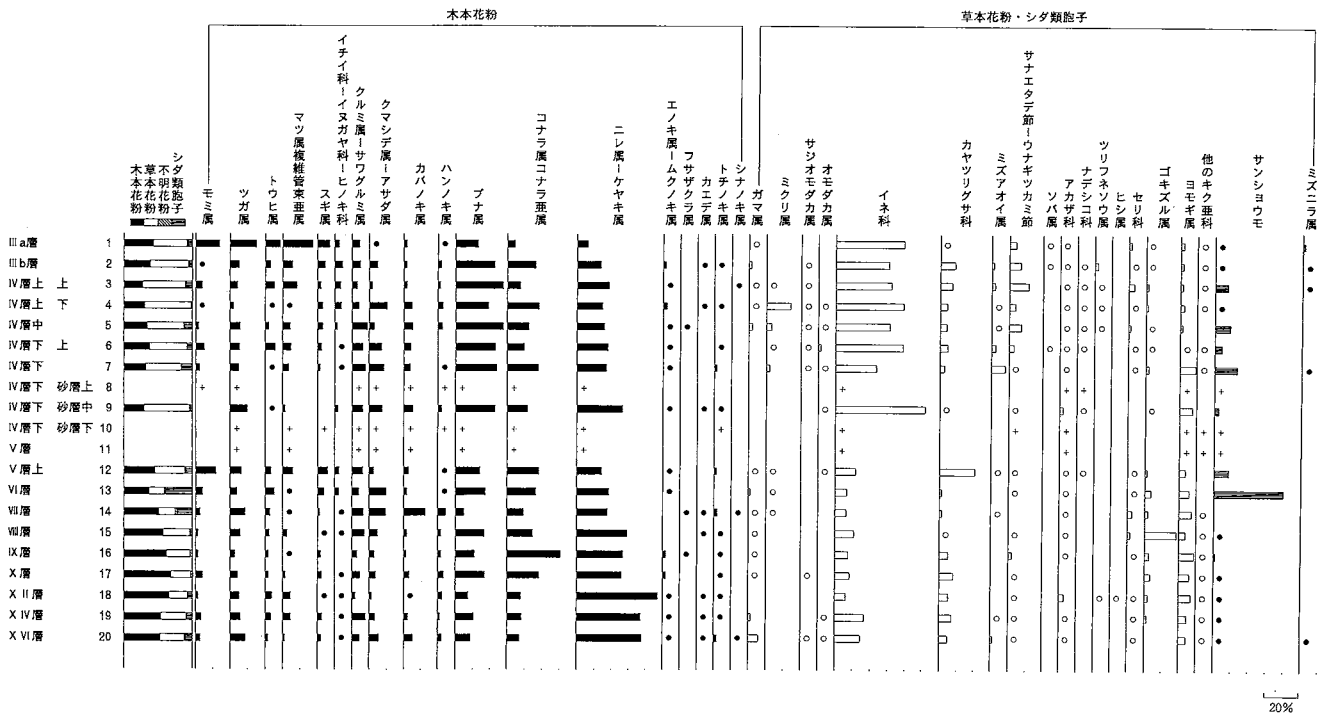 木本花粉
草本花粉・シダ類胞子
木本花粉
草本花粉
不明花粉
シダ類胞子
モミ属
ツガ属
トウヒ属
マツ属複維管束亜属
スギ属
イチイ科ーイヌガヤ科ーヒノキ科
クルミ属ーサワグルミ属
クマシデ属ーアサダ属
カバノキ属
ハンノキ属
ブナ属
コナラ属コナラ亜属
ニレ属ーケヤキ属
エノキ属ームクノキ属
フサザクラ属
カエデ属
トチノキ属
シナノキ属
ガマ属
ミクリ属
サジオモダカ属
オモダカ属
イネ科
カヤツリグサ科
ミズアオイ属
サナエタデ節ーウナギツカミ節
ソバ属
アカザ科
ナデシコ科
ツリフネソウ属
ヒシ属
セリ科
ゴキヅル属
ヨモギ属
他のキク亜科
サンショウモ
ミズニラ属
Ⅲa層 1
Ⅲb層 2
Ⅳ層上 上 3
Ⅳ層上 下 4
Ⅳ層中 5
Ⅳ層下 上 6
Ⅳ層下 7
Ⅳ層下 砂層上 8
Ⅳ層下 砂層中 9
Ⅳ層下 砂層下 10
Ⅴ層 11
Ⅴ層上 12
Ⅵ層 13
Ⅶ層 14
Ⅷ層 15
Ⅸ層 16
Ⅹ層 17
ⅩⅡ層 18
ⅩⅣ層 19
ⅩⅥ層 20
20%